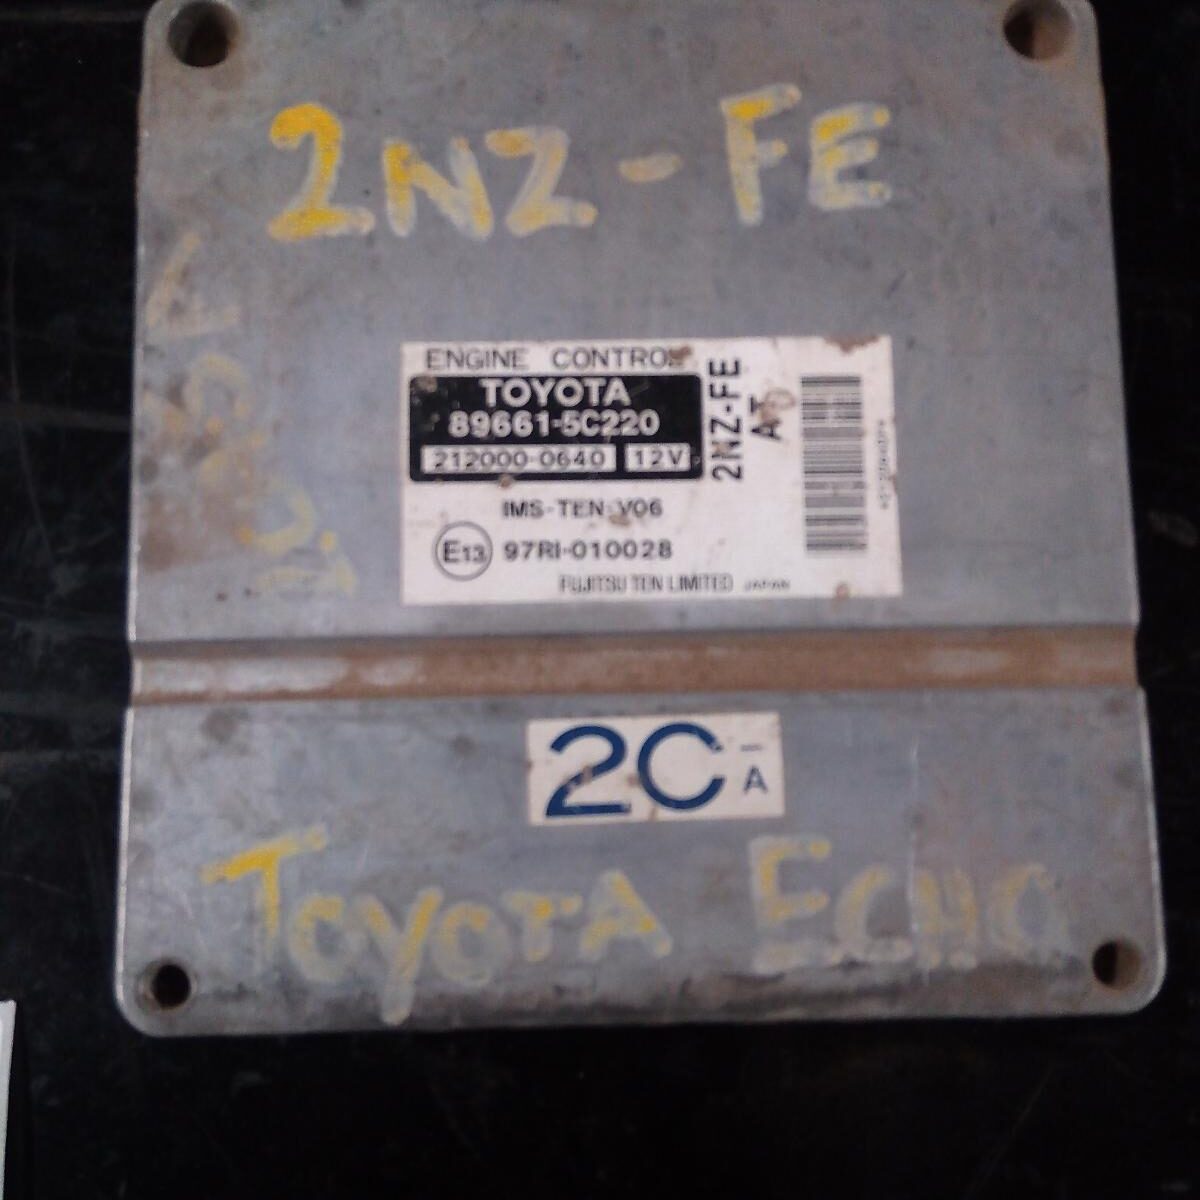 2NZ-FE
ENGINE CONTROL
TOYOTA
89661-5C220
212000-0640 12V
2NZ-FE
AT
IMS-TEN-V06
E13 97RI-010028
FUJITSU TEN LIMITED JAPAN
2C-A
TOYOTA ECHO